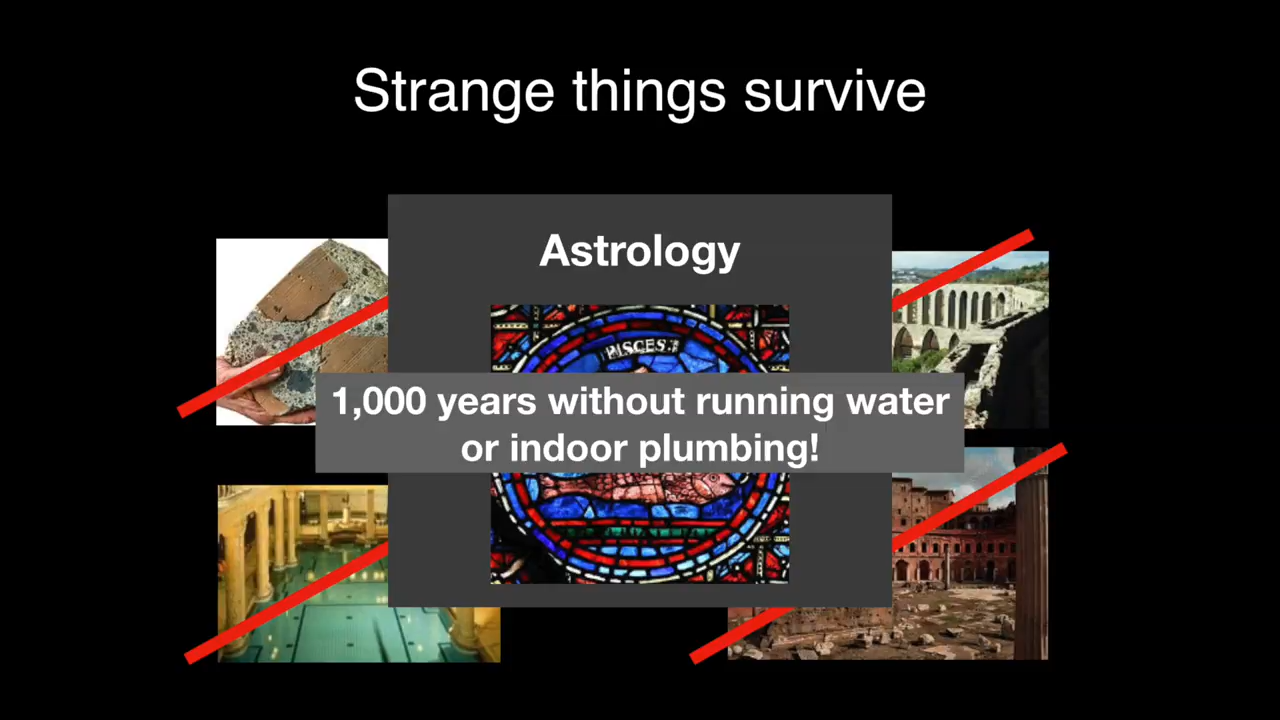 Strange things survive
Astrology
PISCES
1,000 years without running water
or indoor plumbing!